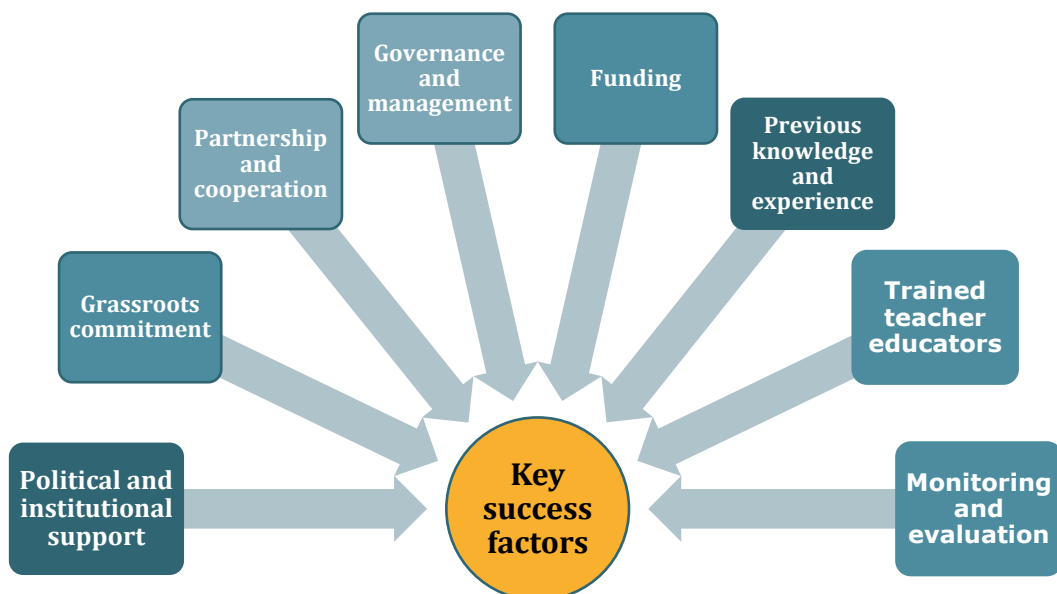 Political and
institutional
support
Grassroots
commitment
Partnership
and
cooperation
Governance
and
management
Funding
Previous
knowledge
and
experience
Trained
teacher
educators
Monitoring
and
evaluation
Key
success
factors